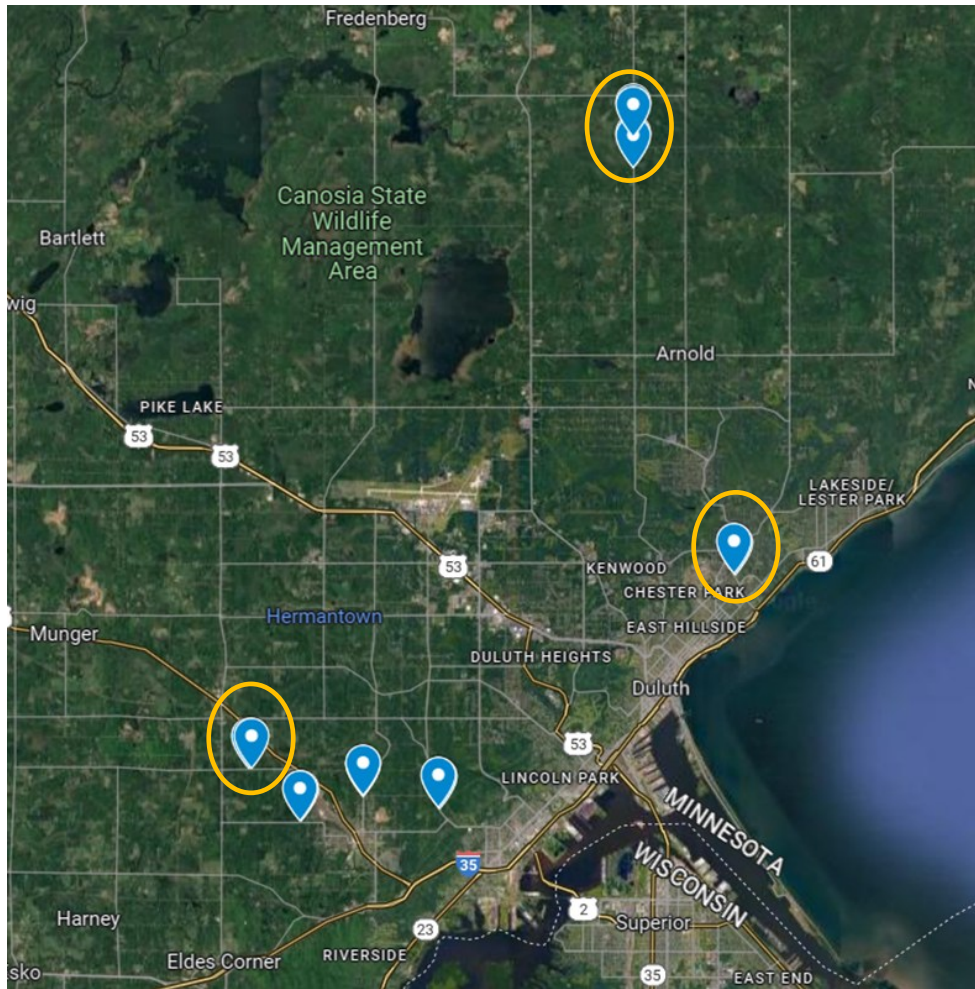 Fredenberg
Canosia State
Wildlife
Management
Area
Bartlett
wig
Arnold
PIKE LAKE
53
53
LAKESIDE/
LESTER PARK
N
53
KENWOOD
61
CHESTER PARK
Hermantown
EAST HILLSIDE
Munger
DULUTH HEIGHTS
Duluth
53
LINCOLN PARK
MINNESOTA
WISCONSIN
35
2
Harney
23
Superior
RIVERSIDE
Eldes Corner
sko
35
EAST END